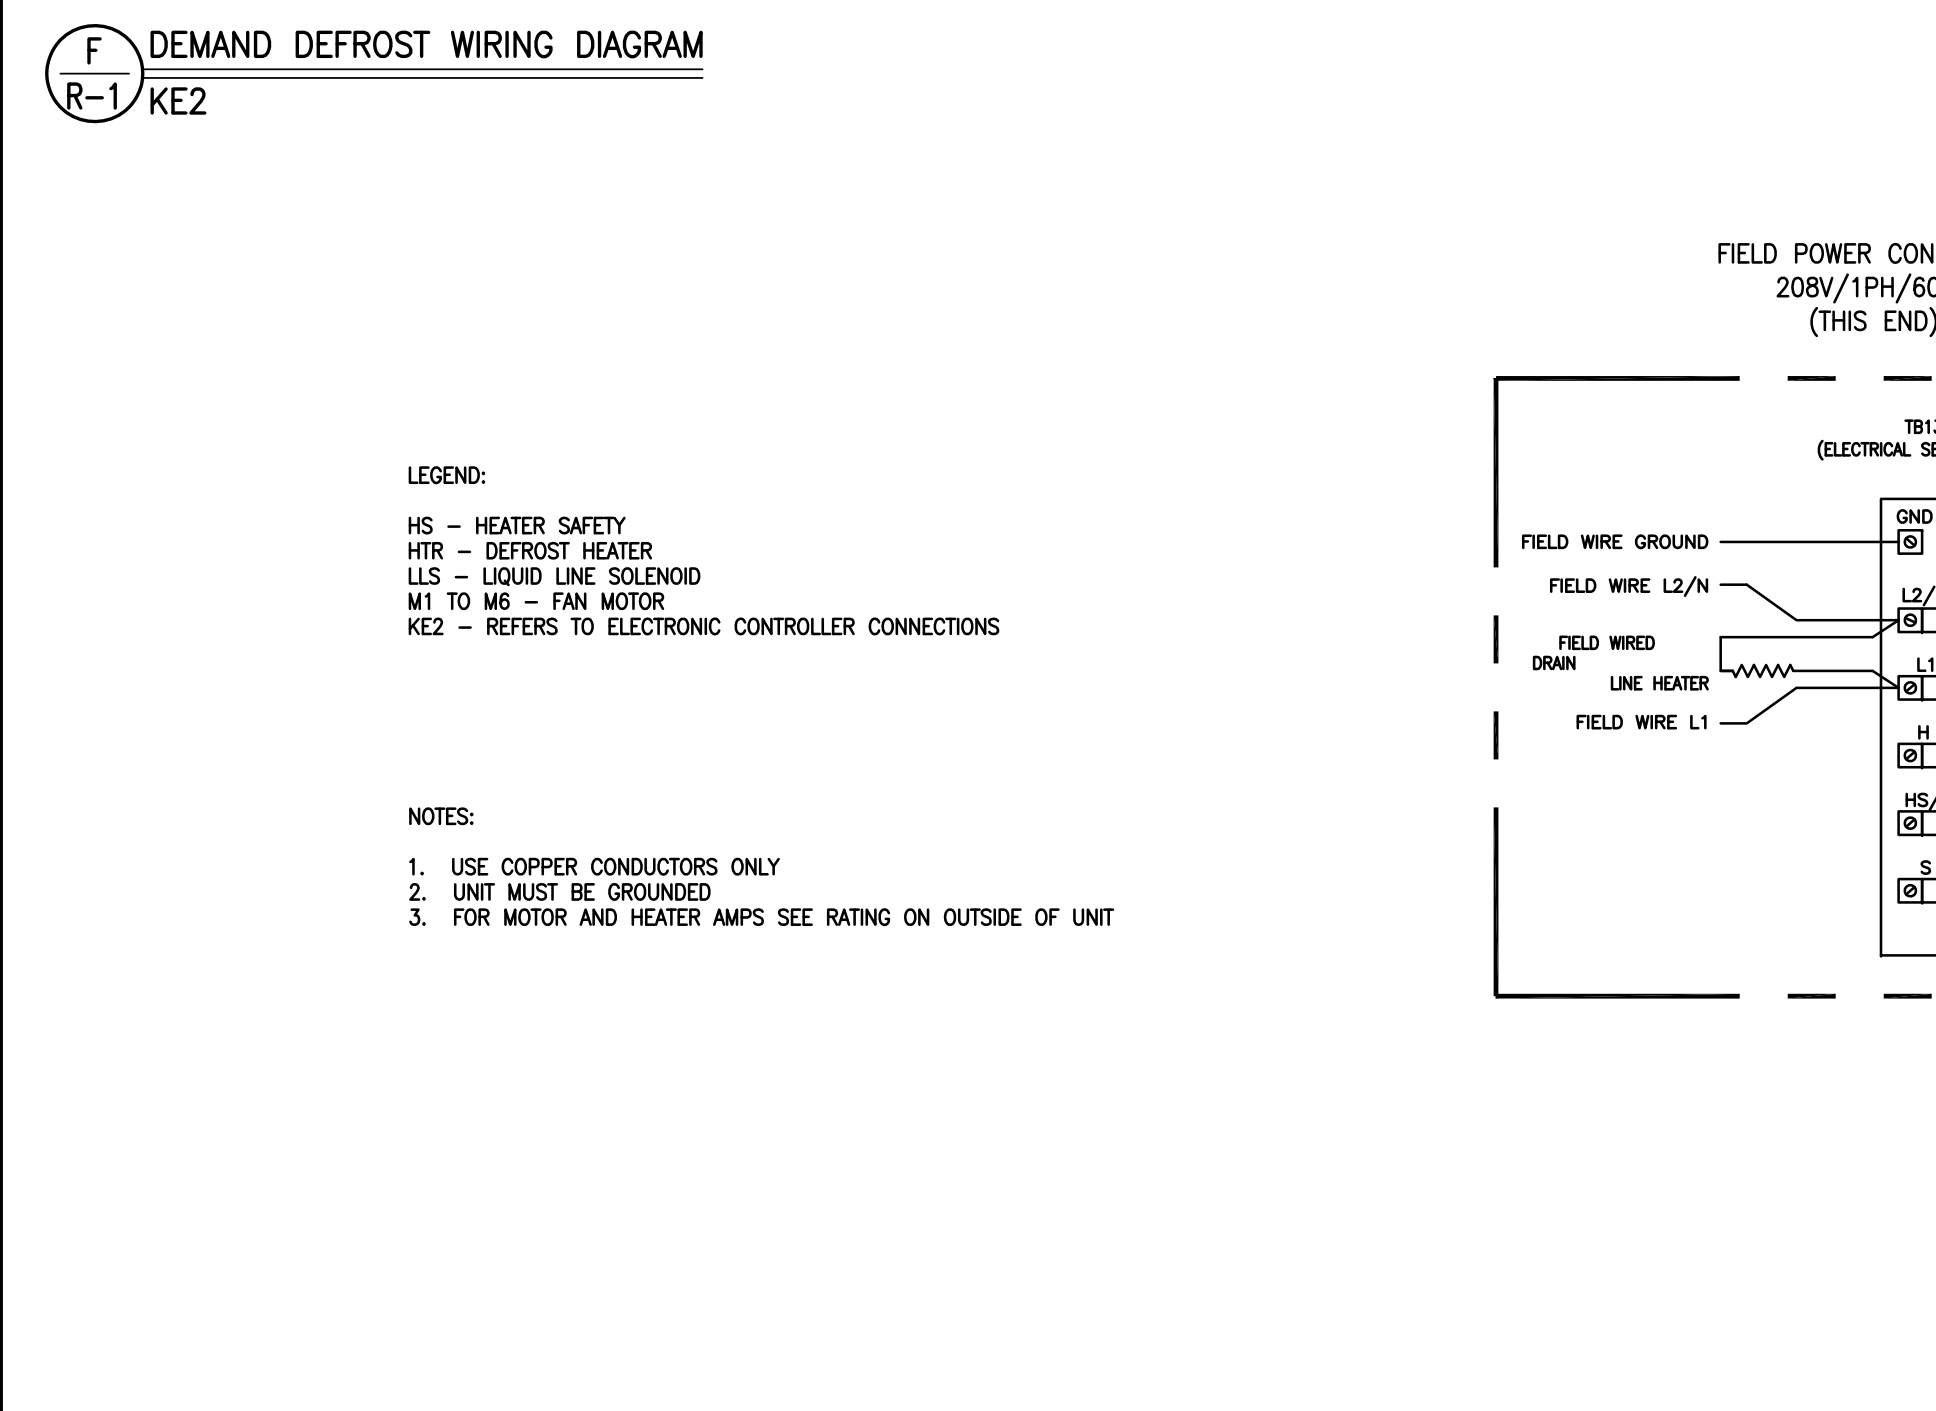 F
R-1
DEMAND DEFROST WIRING DIAGRAM
KE2
FIELD POWER
208V/1PH/
(THIS END)
(ELECTRICAL
LEGEND:
HS - HEATER SAFETY
HTR - DEFROST HEATER
LLS - LIQUID LINE SOLENOID
M1 TO M6 - FAN MOTOR
KE2 - REFERS TO ELECTRONIC CONTROLLER CONNECTIONS
GND
FIELD WIRE GROUND
FIELD WIRE L2/N
L2/
FIELD WIRED
DRAIN
LINE HEATER
L1
FIELD WIRE L1
H
HS/
S
NOTES:
1. USE COPPER CONDUCTORS ONLY
2. UNIT MUST BE GROUNDED
3. FOR MOTOR AND HEATER AMPS SEE RATING ON OUTSIDE OF UNIT